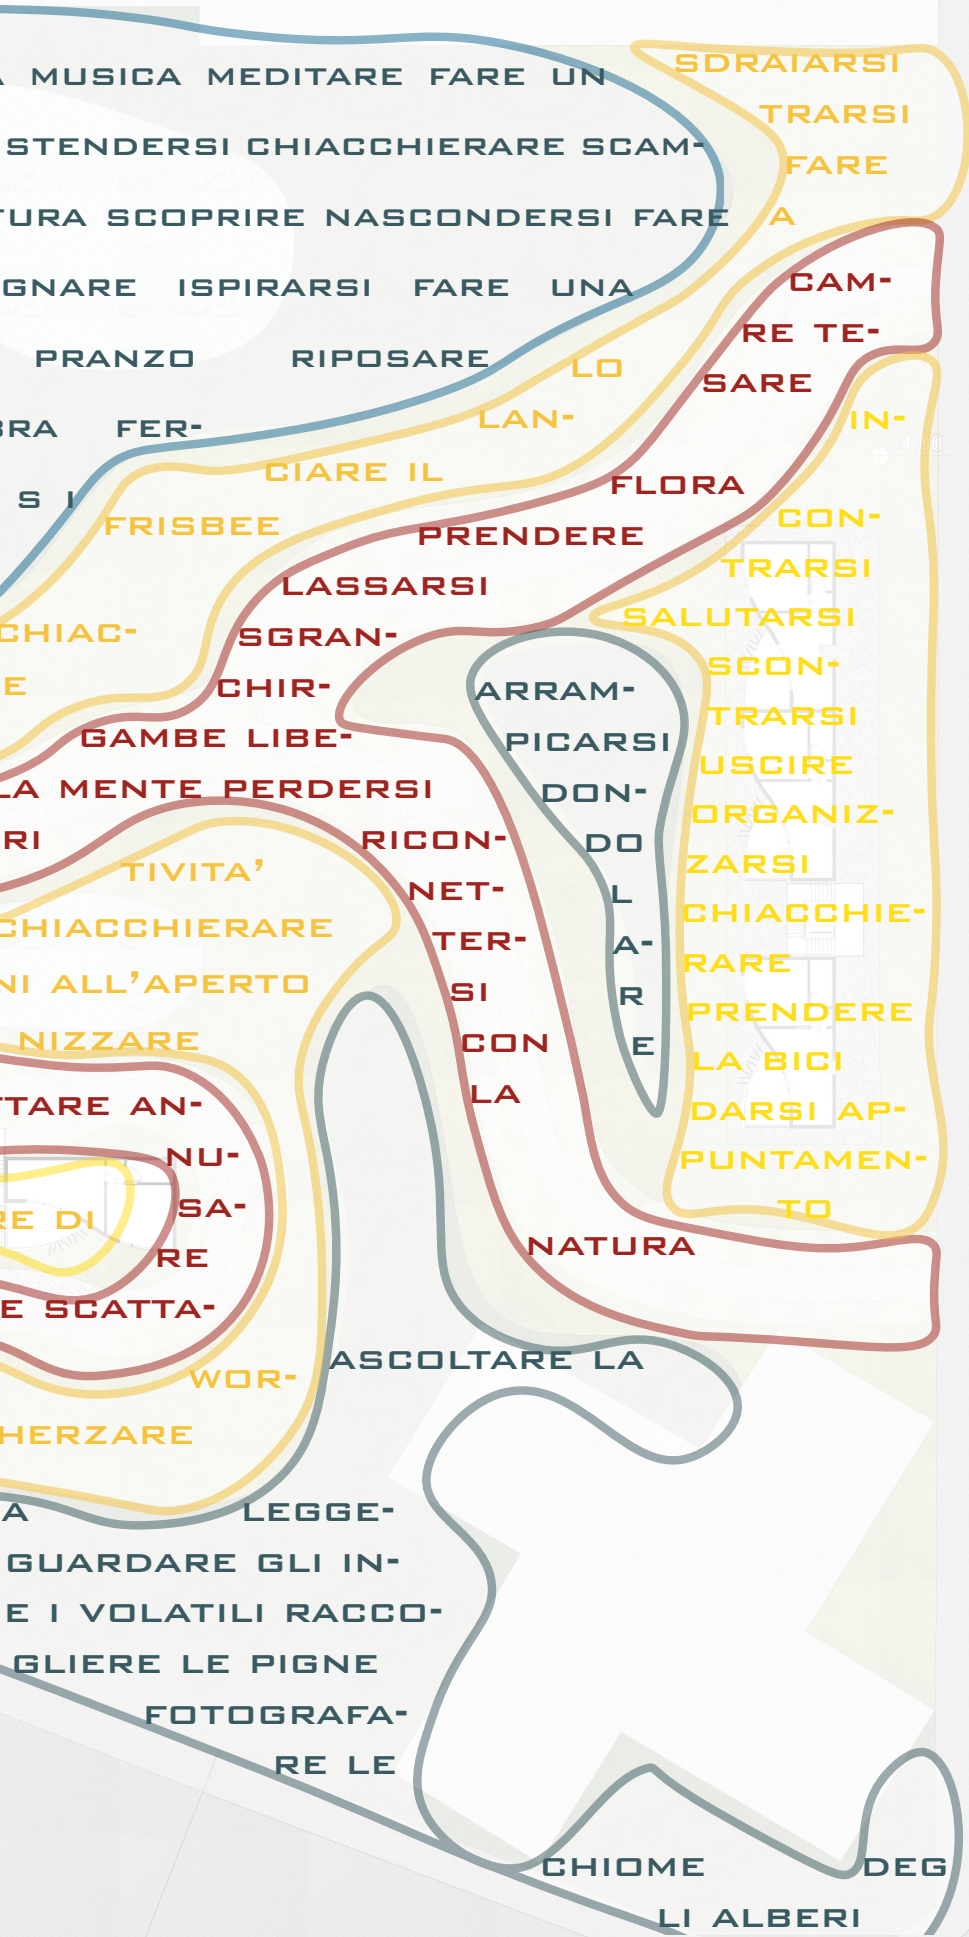 A MUSICA MEDITARE FARE UN
STENDERSI CHIACCHIERARE SCAM-
TURA SCOPRIRE NASCONDERSI FARE
GNARE ISPIRARSI FARE UNA
PRANZO RIPOSARE
BRA FER-
S I
SDRAIARSI
TRARSI
FARE
A
LO
LAN-
CIARE IL
FRISBEE
CHIAC-
E
CAM-
RE TE-
SARE
FLORA
PRENDERE
LASSARSI
SGRAN-
CHIR-
GAMBE LIBE-
LA MENTE PERDERSI
RI RICON-
NET-
TER-
SI
CON
LA
NATURA
IN-
-4,00
CON-
TRARSI
SALUTARSI
SCON-
TRARSI
USCIRE
ORGANIZ-
ZARSI
CHIACCHIE-
RARE
PRENDERE
LA BICI
DARSI AP-
PUNTAMEN-
TO
ARRAM-
PICARSI
DON-
DO
L
A-
R
E
TIVITA'
CHIACCHIERARE
NI ALL'APERTO
NIZZARE
TTARE AN-
NU-
SA-
RE
E SCATTA-
RE DI
WOR-
HERZARE
ASCOLTARE LA
A LEGGE-
GUARDARE GLI IN-
E I VOLATILI RACCO-
GLIERE LE PIGNE
FOTOGRAFA-
RE LE
CHIOME DEG
LI ALBERI